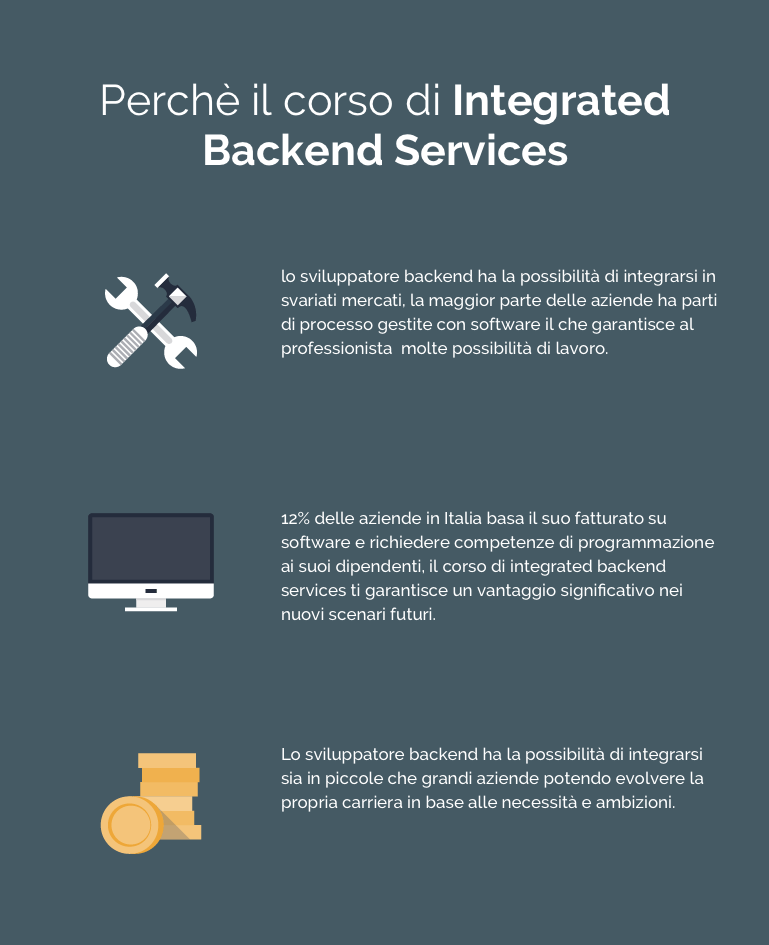 Perchè il corso di Integrated
Backend Services
lo sviluppatore backend ha la possibilità di integrarsi in
svariati mercati, la maggior parte delle aziende ha parti
di processo gestite con software il che garantisce al
professionista  molte possibilità di lavoro.
12% delle aziende in Italia basa il suo fatturato su
software e richiedere competenze di programmazione
ai suoi dipendenti, il corso di integrated backend
services ti garantisce un vantaggio significativo nei
nuovi scenari futuri.
Lo sviluppatore backend ha la possibilità di integrarsi
sia in piccole che grandi aziende potendo evolvere la
propria carriera in base alle necessità e ambizioni.